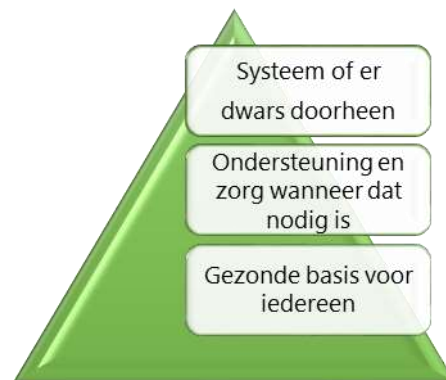 Systeem of er
dwars doorheen
Ondersteuning en
zorg wanneer dat
nodig is
Gezonde basis voor
iedereen